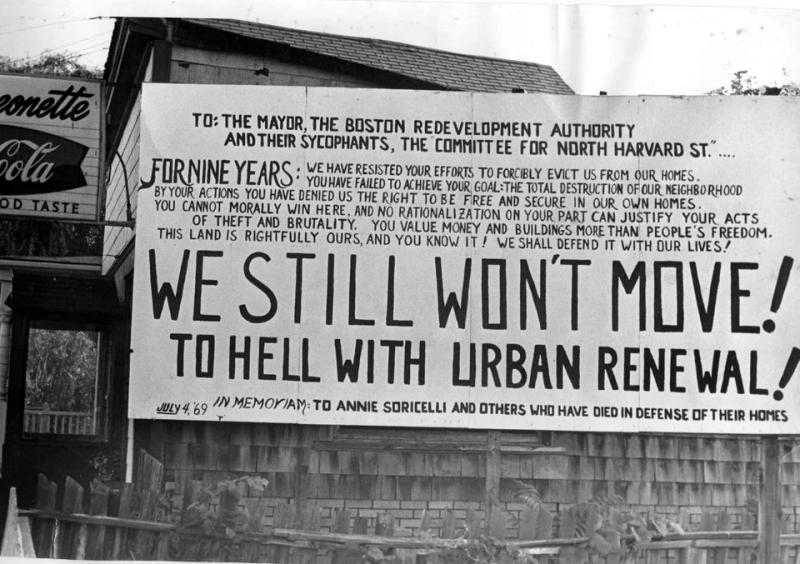 eonette
Cola
OD TASTE
TO: THE MAYOR, THE BOSTON REDEVELOPMENT AUTHORITY
AND THEIR SYCOPHANTS, THE "COMMITTEE FOR NORTH HARVARD ST."....
FOR NINE YEARS: WE HAVE RESISTED YOUR EFFORTS TO FORCIBLY EVICT US FROM OUR HOMES.
YOU HAVE FAILED TO ACHIEVE YOUR GOAL: THE TOTAL DESTRUCTION OF OUR NEIGHBORHOOD
BY YOUR ACTIONS YOU HAVE DENIED US THE RIGHT TO BE FREE AND SECURE IN OUR OWN HOMES.
YOU CANNOT MORALLY WIN HERE, AND NO RATIONALIZATION ON YOUR PART CAN JUSTIFY YOUR ACTS
OF THEFT AND BRUTALITY. YOU VALUE MONEY AND BUILDINGS MORE THAN PEOPLE'S FREEDOM.
THIS LAND IS RIGHTFULLY OURS, AND YOU KNOW IT! WE SHALL DEFEND IT WITH OUR LIVES!
WE STILL WON'T MOVE!
TO HELL WITH URBAN RENEWAL!
JULY 4, '69 IN MEMORIAM: TO ANNIE SORICELLI AND OTHERS WHO HAVE DIED IN DEFENSE OF THEIR HOMES